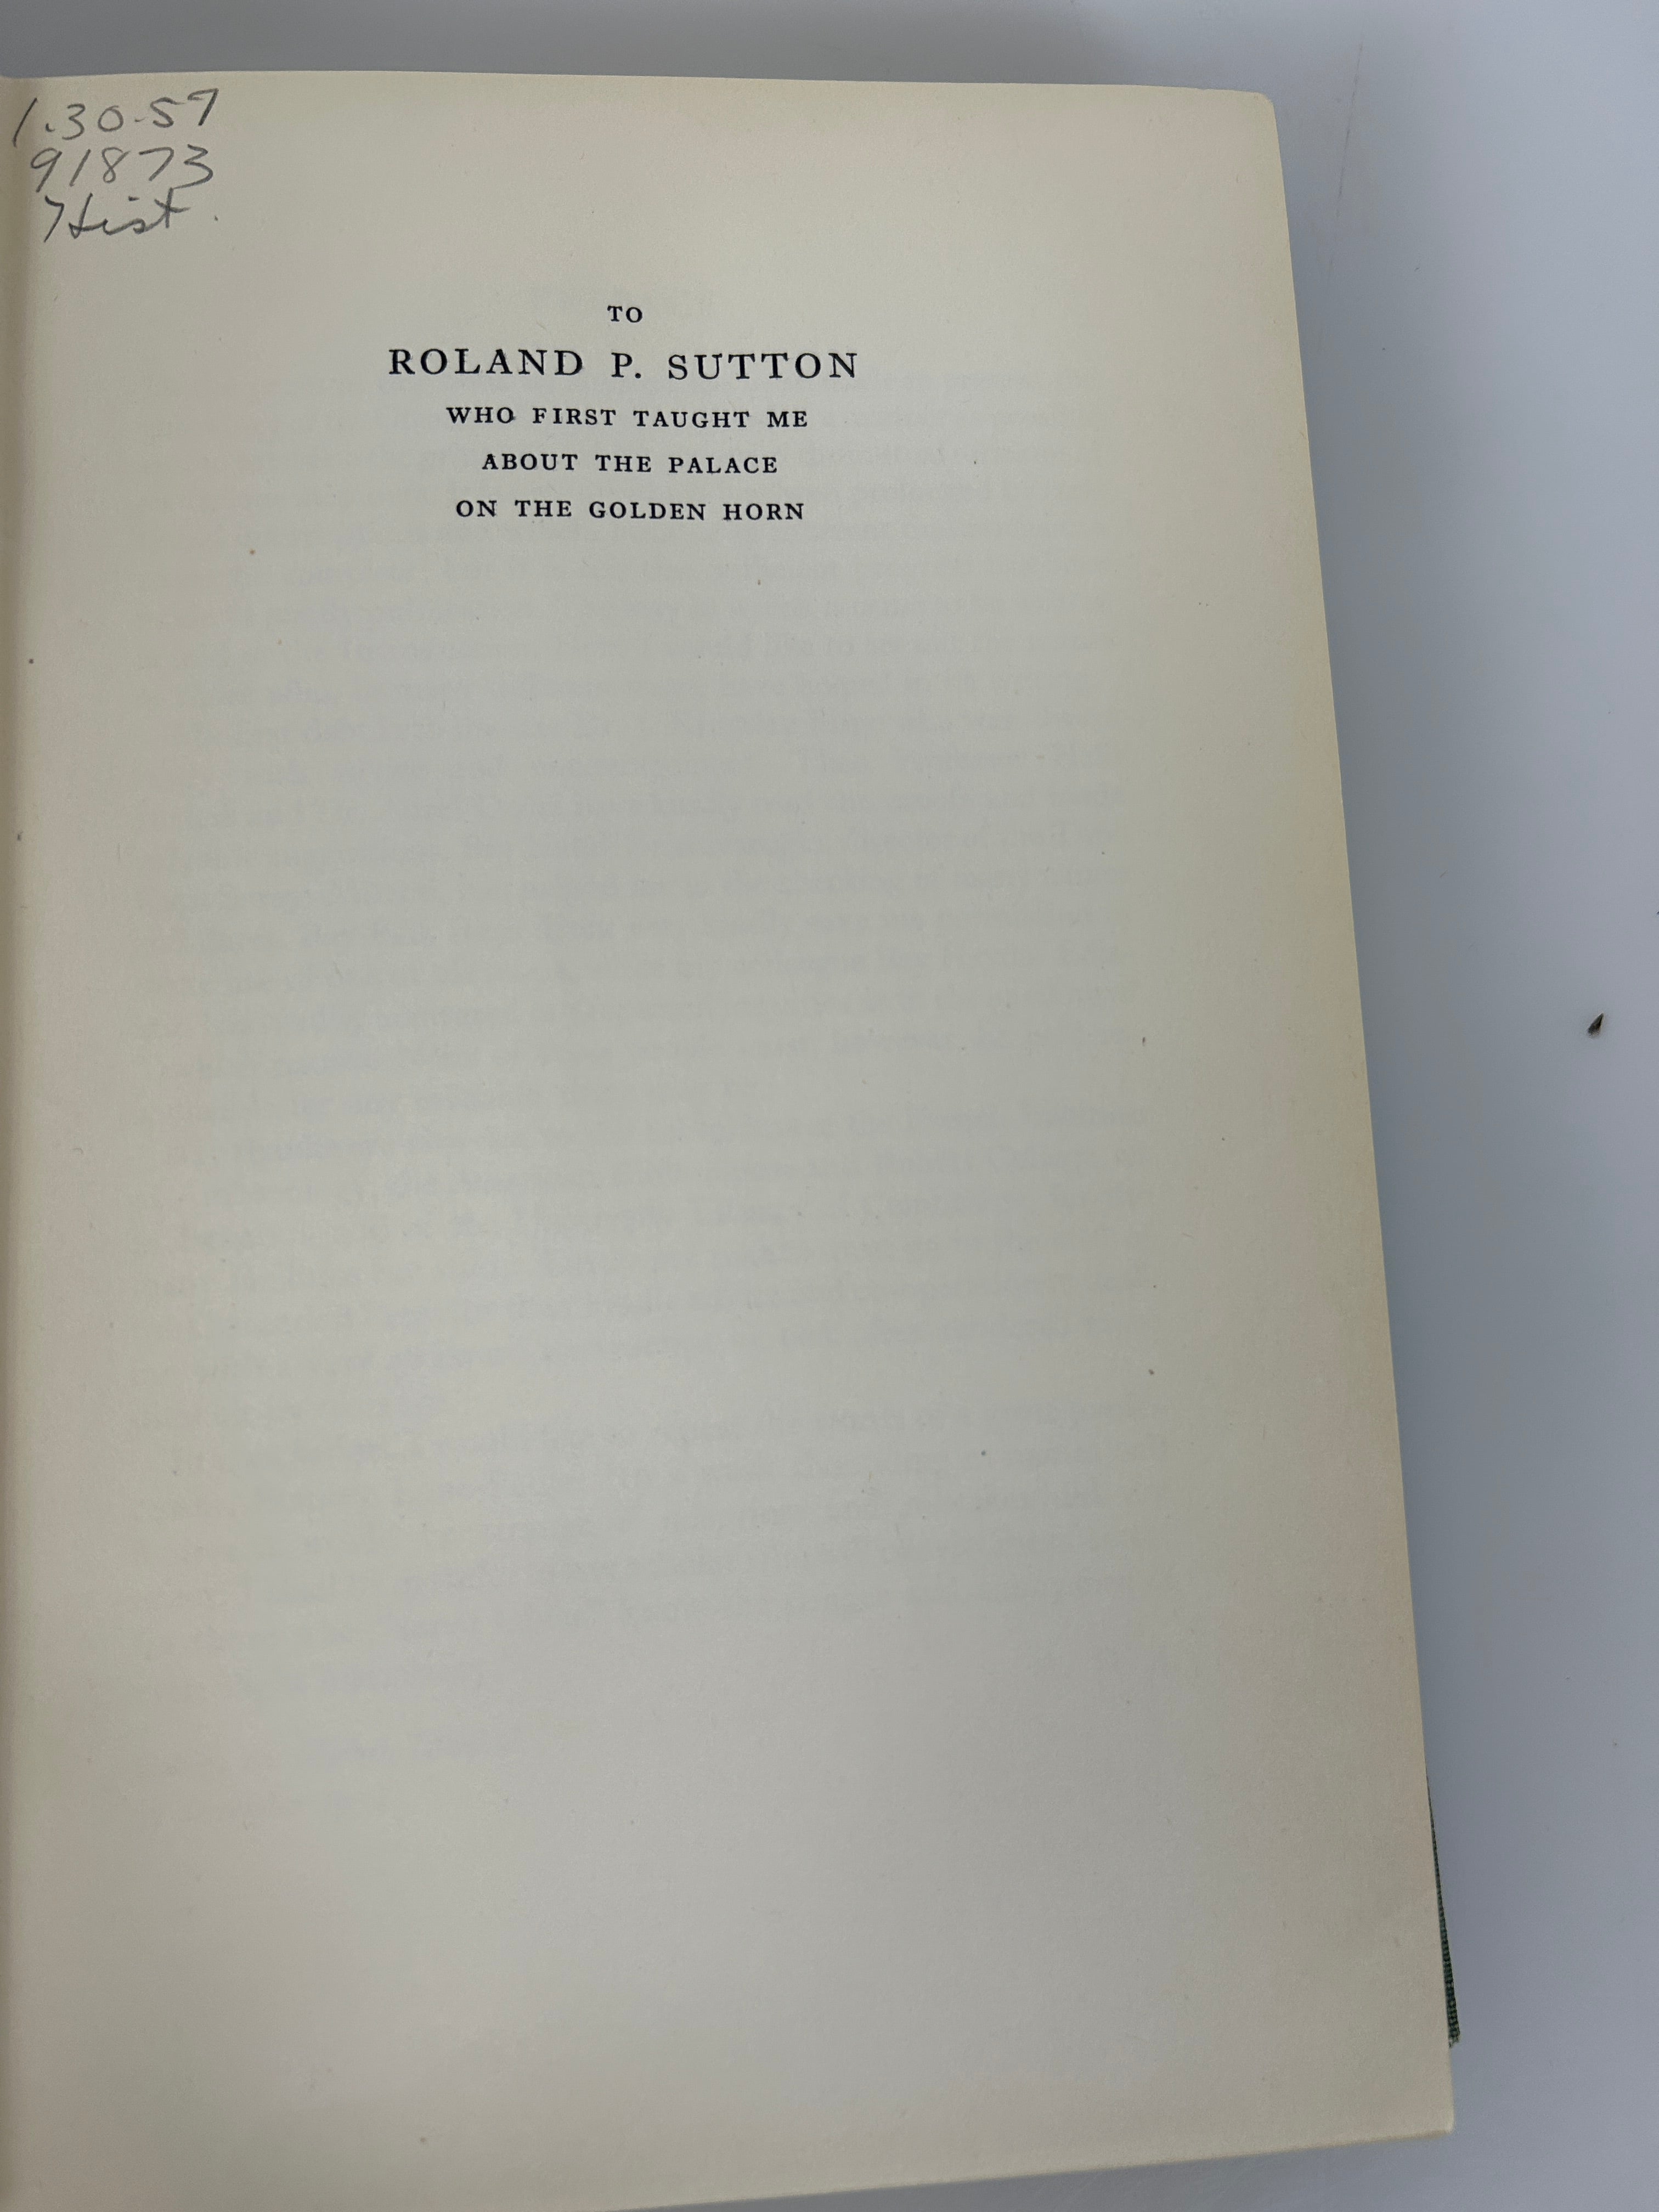 1.30-57
91873
Hist.
TO
ROLAND P. SUTTON
WHO FIRST TAUGHT ME
ABOUT THE PALACE
ON THE GOLDEN HORN